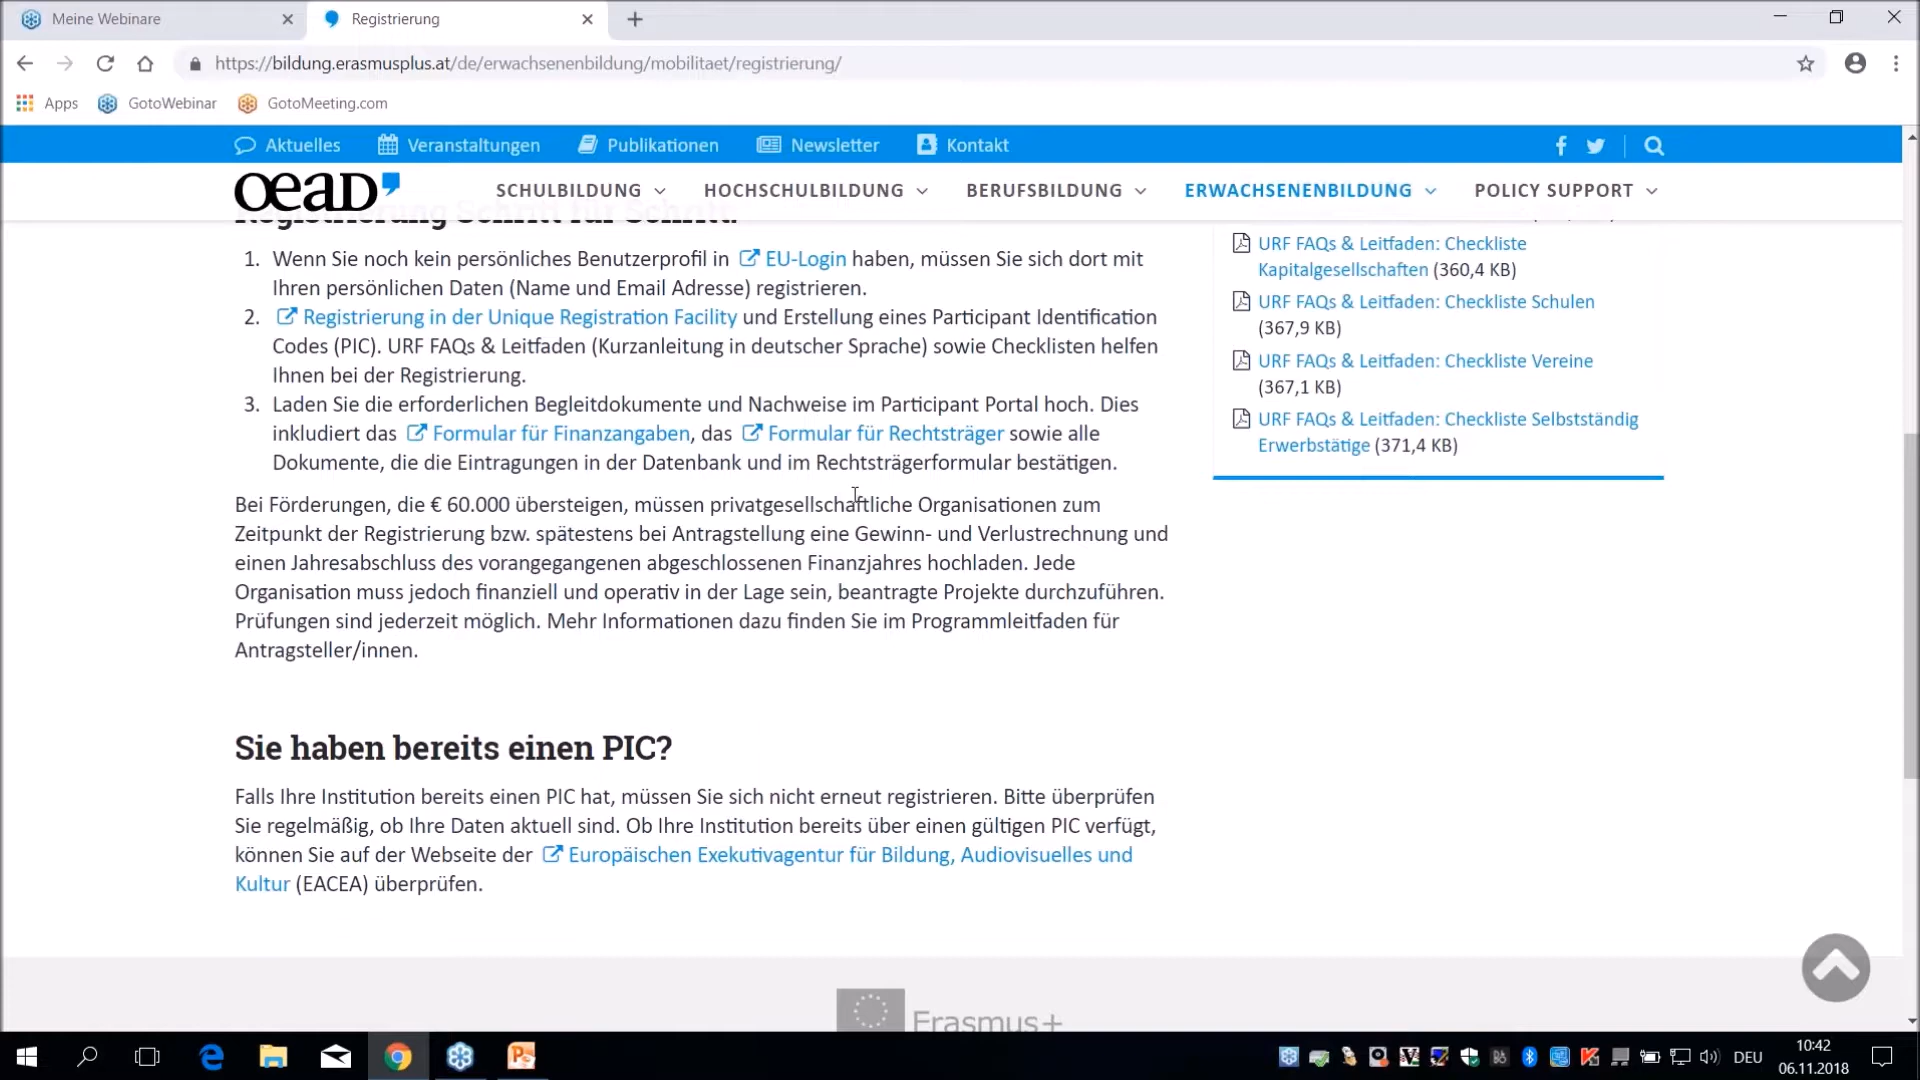 Meine Webinare
Registrierung
https://bildung.erasmusplus.at/de/erwachsenenbildung/mobilitaet/registrierung/
Apps GotoWebinar GotoMeeting.com
Aktuelles Veranstaltungen Publikationen Newsletter Kontakt
OeAD SCHULBILDUNG HOCHSCHULBILDUNG BERUFSBILDUNG ERWACHSENENBILDUNG POLICY SUPPORT
Registrierung Schritt für Schritt:
1. Wenn Sie noch kein persönliches Benutzerprofil in EU-Login haben, müssen Sie sich dort mit
Ihren persönlichen Daten (Name und Email Adresse) registrieren.
2. Registrierung in der Unique Registration Facility und Erstellung eines Participant Identification
Codes (PIC). URF FAQs & Leitfaden (Kurzanleitung in deutscher Sprache) sowie Checklisten helfen
Ihnen bei der Registrierung.
3. Laden Sie die erforderlichen Begleitdokumente und Nachweise im Participant Portal hoch. Dies
inkludiert das Formular für Finanzangaben, das Formular für Rechtsträger sowie alle
Dokumente, die die Eintragungen in der Datenbank und im Rechtsträgerformular bestätigen.
Bei Förderungen, die € 60.000 übersteigen, müssen privatgesellschaftliche Organisationen zum
Zeitpunkt der Registrierung bzw. spätestens bei Antragstellung eine Gewinn- und Verlustrechnung und
einen Jahresabschluss des vorangegangenen abgeschlossenen Finanzjahres hochladen. Jede
Organisation muss jedoch finanziell und operativ in der Lage sein, beantragte Projekte durchzuführen.
Prüfungen sind jederzeit möglich. Mehr Informationen dazu finden Sie im Programmleitfaden für
Antragsteller/innen.
Sie haben bereits einen PIC?
Falls Ihre Institution bereits einen PIC hat, müssen Sie sich nicht erneut registrieren. Bitte überprüfen
Sie regelmäßig, ob Ihre Daten aktuell sind. Ob Ihre Institution bereits über einen gültigen PIC verfügt,
können Sie auf der Webseite der Europäischen Exekutivagentur für Bildung, Audiovisuelles und
Kultur (EACEA) überprüfen.
URF FAQs & Leitfaden: Checkliste
Kapitalgesellschaften (360,4 KB)
URF FAQs & Leitfaden: Checkliste Schulen
(367,9 KB)
URF FAQs & Leitfaden: Checkliste Vereine
(367,1 KB)
URF FAQs & Leitfaden: Checkliste Selbstständig
Erwerbstätige (371,4 KB)
Erasmus+
DEU
10:42
06.11.2018